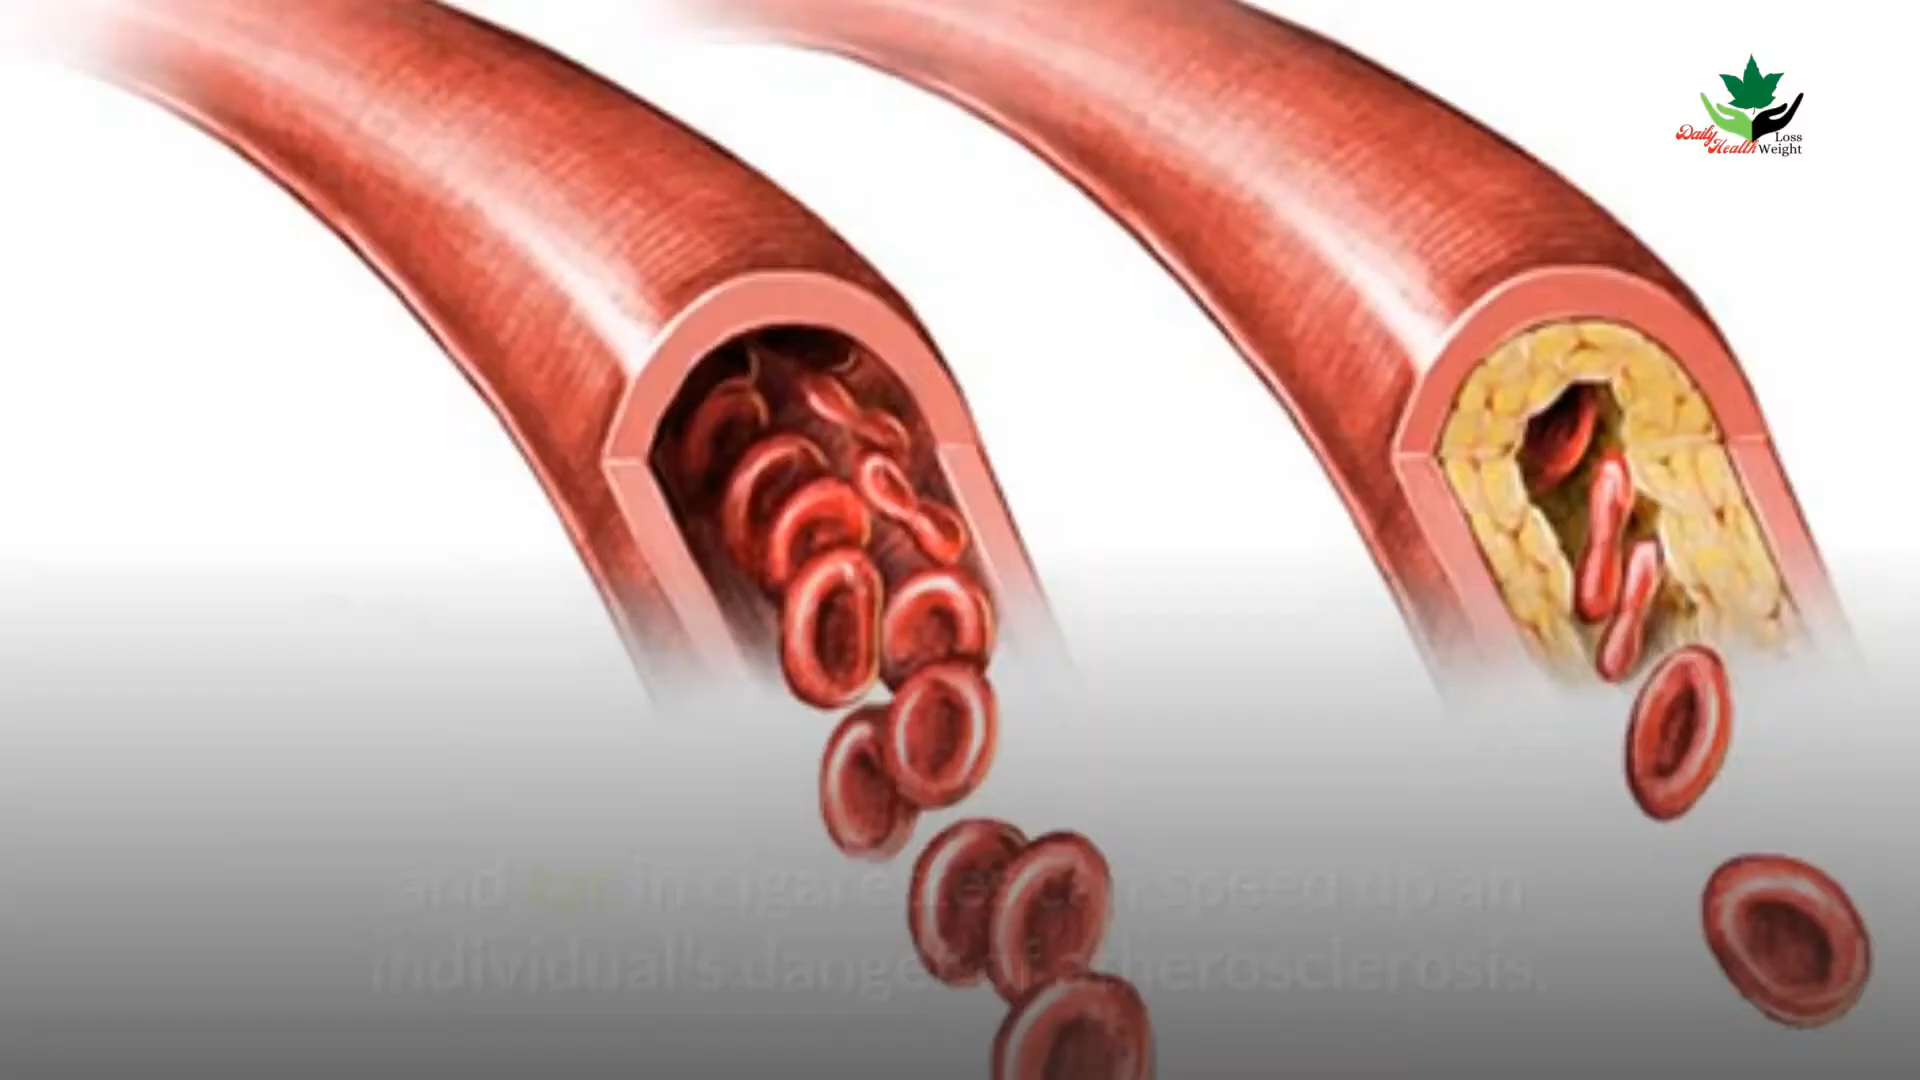 Daily Loss
Health Weight
and tar in cigarettes can speed up an
individual's danger of atherosclerosis.